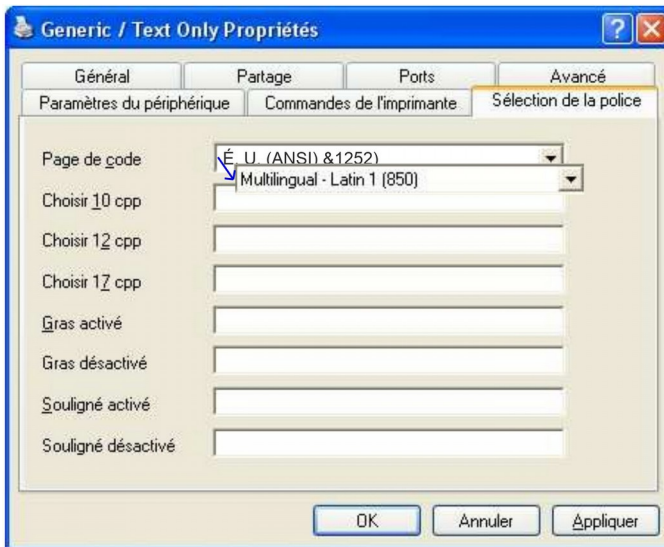 Generic / Text Only Propriétés
Général Partage Ports Avancé
Paramètres du périphérique Commandes de l'imprimante Sélection de la police
Page de code É. U. (ANSI) &1252)
Multilingual - Latin 1 (850)
Choisir 10 cpp
Choisir 12 cpp
Choisir 17 cpp
Gras activé
Gras désactivé
Souligné activé
Souligné désactivé
OK Annuler Appliquer